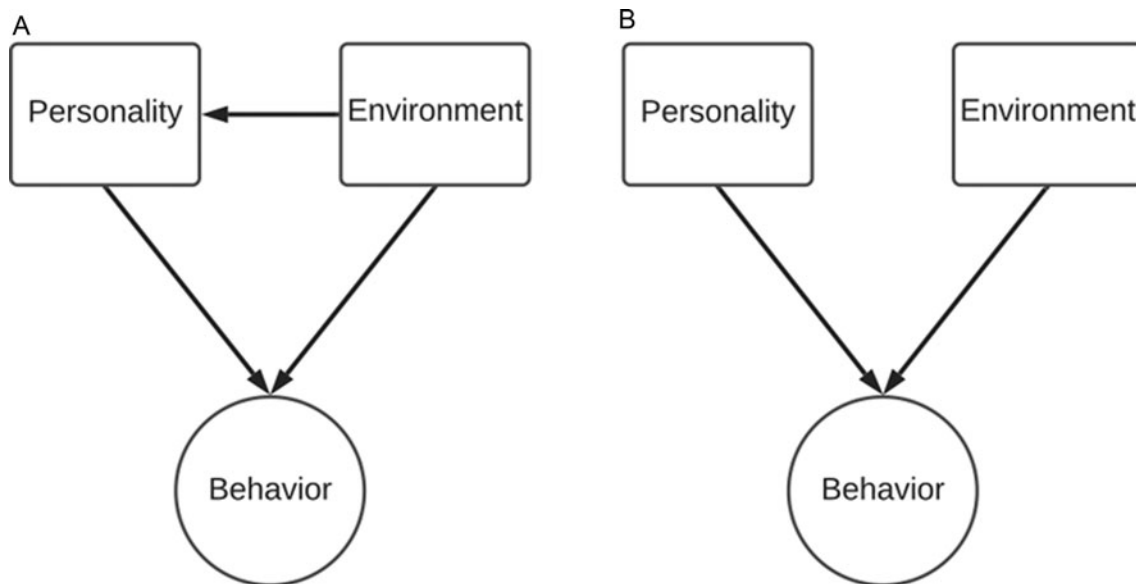 A
Personality
Environment
Behavior
B
Personality
Environment
Behavior